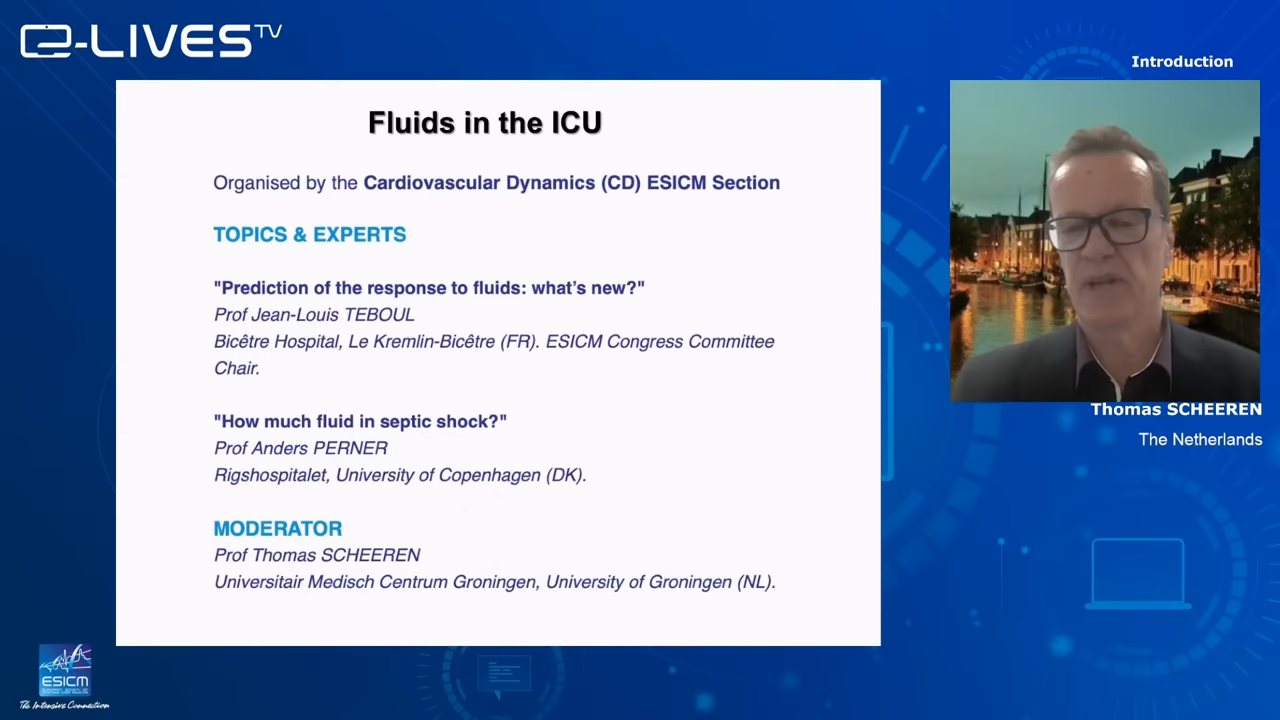 e-LIVES TV
Introduction
Fluids in the ICU
Organised by the Cardiovascular Dynamics (CD) ESICM Section
TOPICS & EXPERTS
"Prediction of the response to fluids: what's new?"
Prof Jean-Louis TEBOUL
Bicêtre Hospital, Le Kremlin-Bicêtre (FR). ESICM Congress Committee
Chair.
"How much fluid in septic shock?"
Prof Anders PERNER
Rigshospitalet, University of Copenhagen (DK).
MODERATOR
Prof Thomas SCHEEREN
Universitair Medisch Centrum Groningen, University of Groningen (NL).
Thomas SCHEEREN
The Netherlands
ESICM
The Intensive Connection